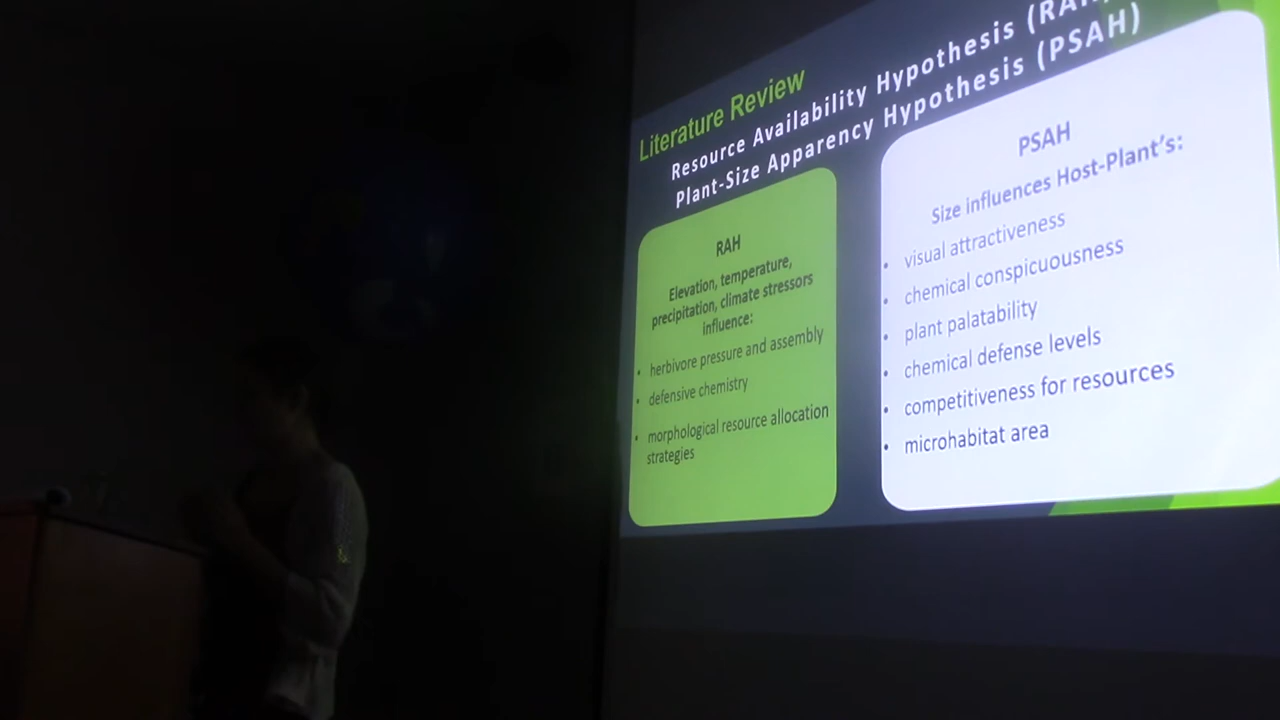 Literature Review
Resource Availability Hypothesis (RAH
Plant-Size Apparency Hypothesis (PSAH)
RAH
Elevation, temperature,
precipitation, climate stressors
influence:
• herbivore pressure and assembly
• defensive chemistry
• morphological resource allocation
strategies
PSAH
Size influences Host-Plant's:
• visual attractiveness
• chemical conspicuousness
• plant palatability
• chemical defense levels
• competitiveness for resources
• microhabitat area